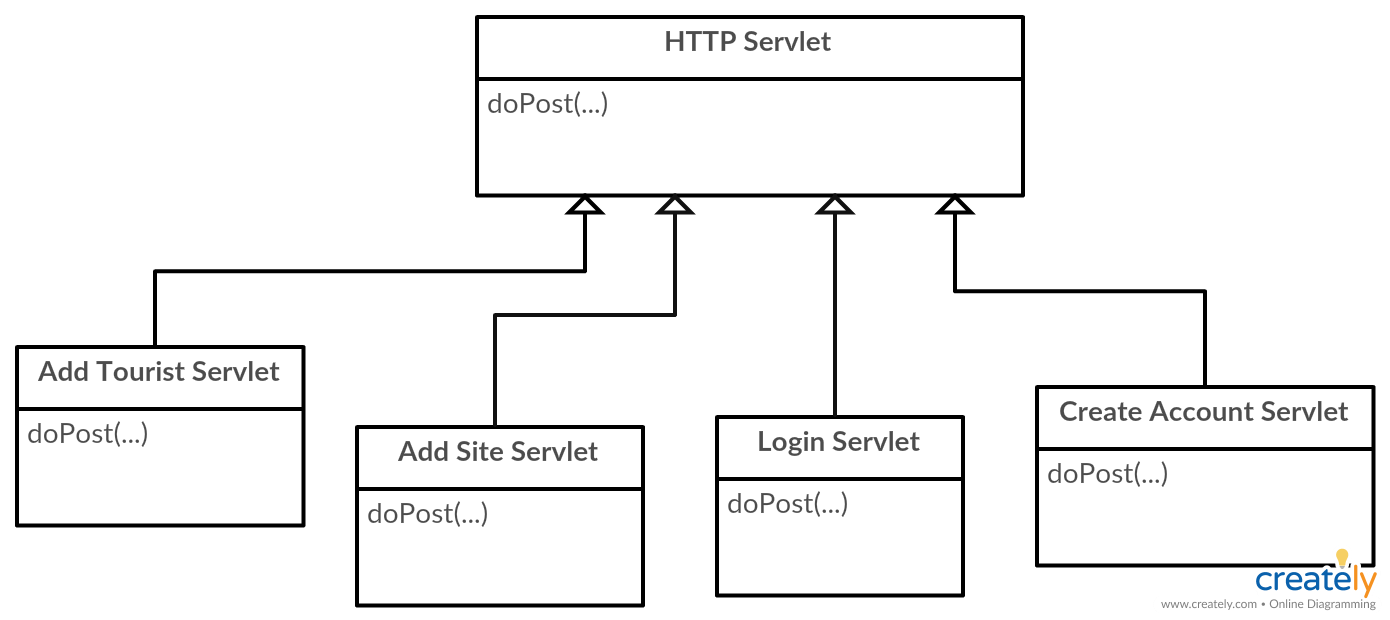 HTTP Servlet
doPost(...)
Add Tourist Servlet
doPost(...)
Add Site Servlet
doPost(...)
Login Servlet
doPost(...)
Create Account Servlet
doPost(...)
creately
www.creately.com • Online Diagramming